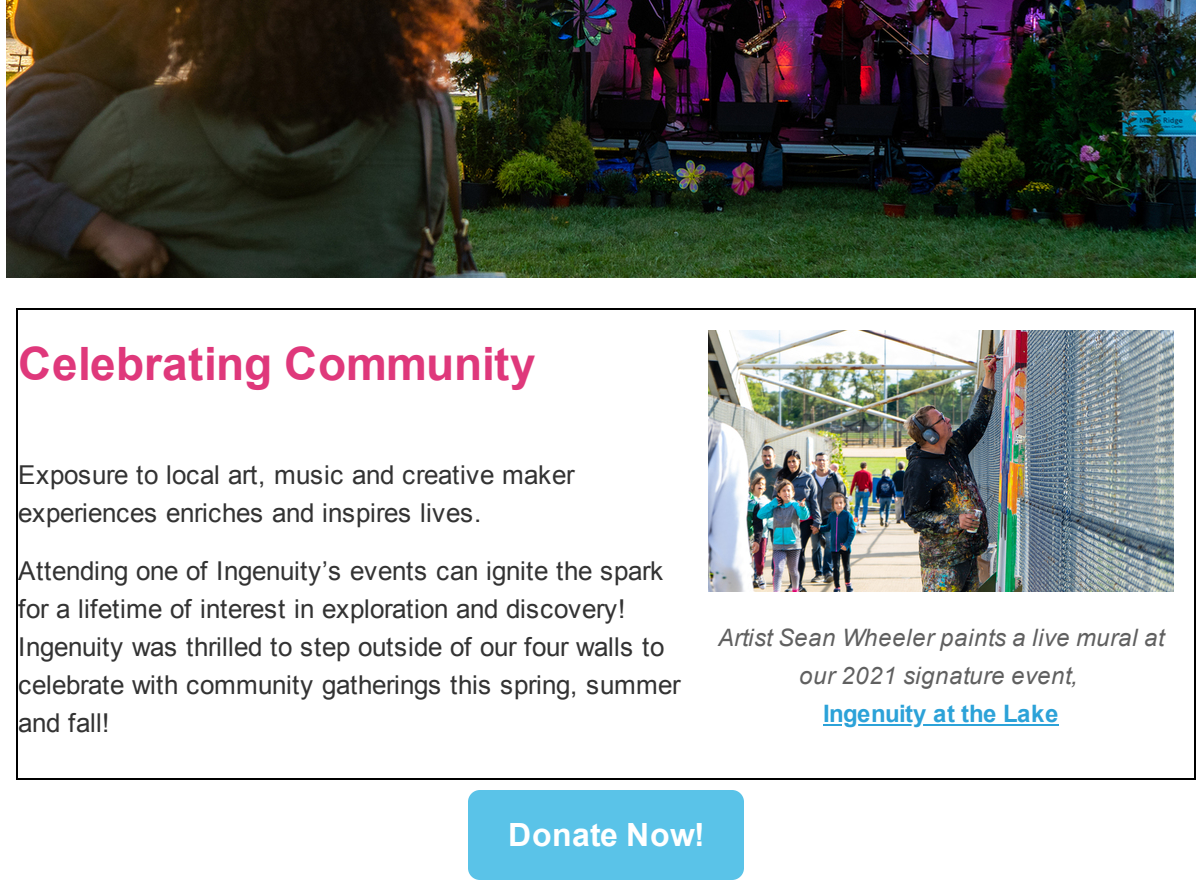 Ridge
Celebrating Community
Exposure to local art, music and creative maker
experiences enriches and inspires lives.
Attending one of Ingenuity’s events can ignite the spark
for a lifetime of interest in exploration and discovery!
Ingenuity was thrilled to step outside of our four walls to
celebrate with community gatherings this spring, summer
and fall!
Artist Sean Wheeler paints a live mural at
our 2021 signature event,
Ingenuity at the Lake
Donate Now!